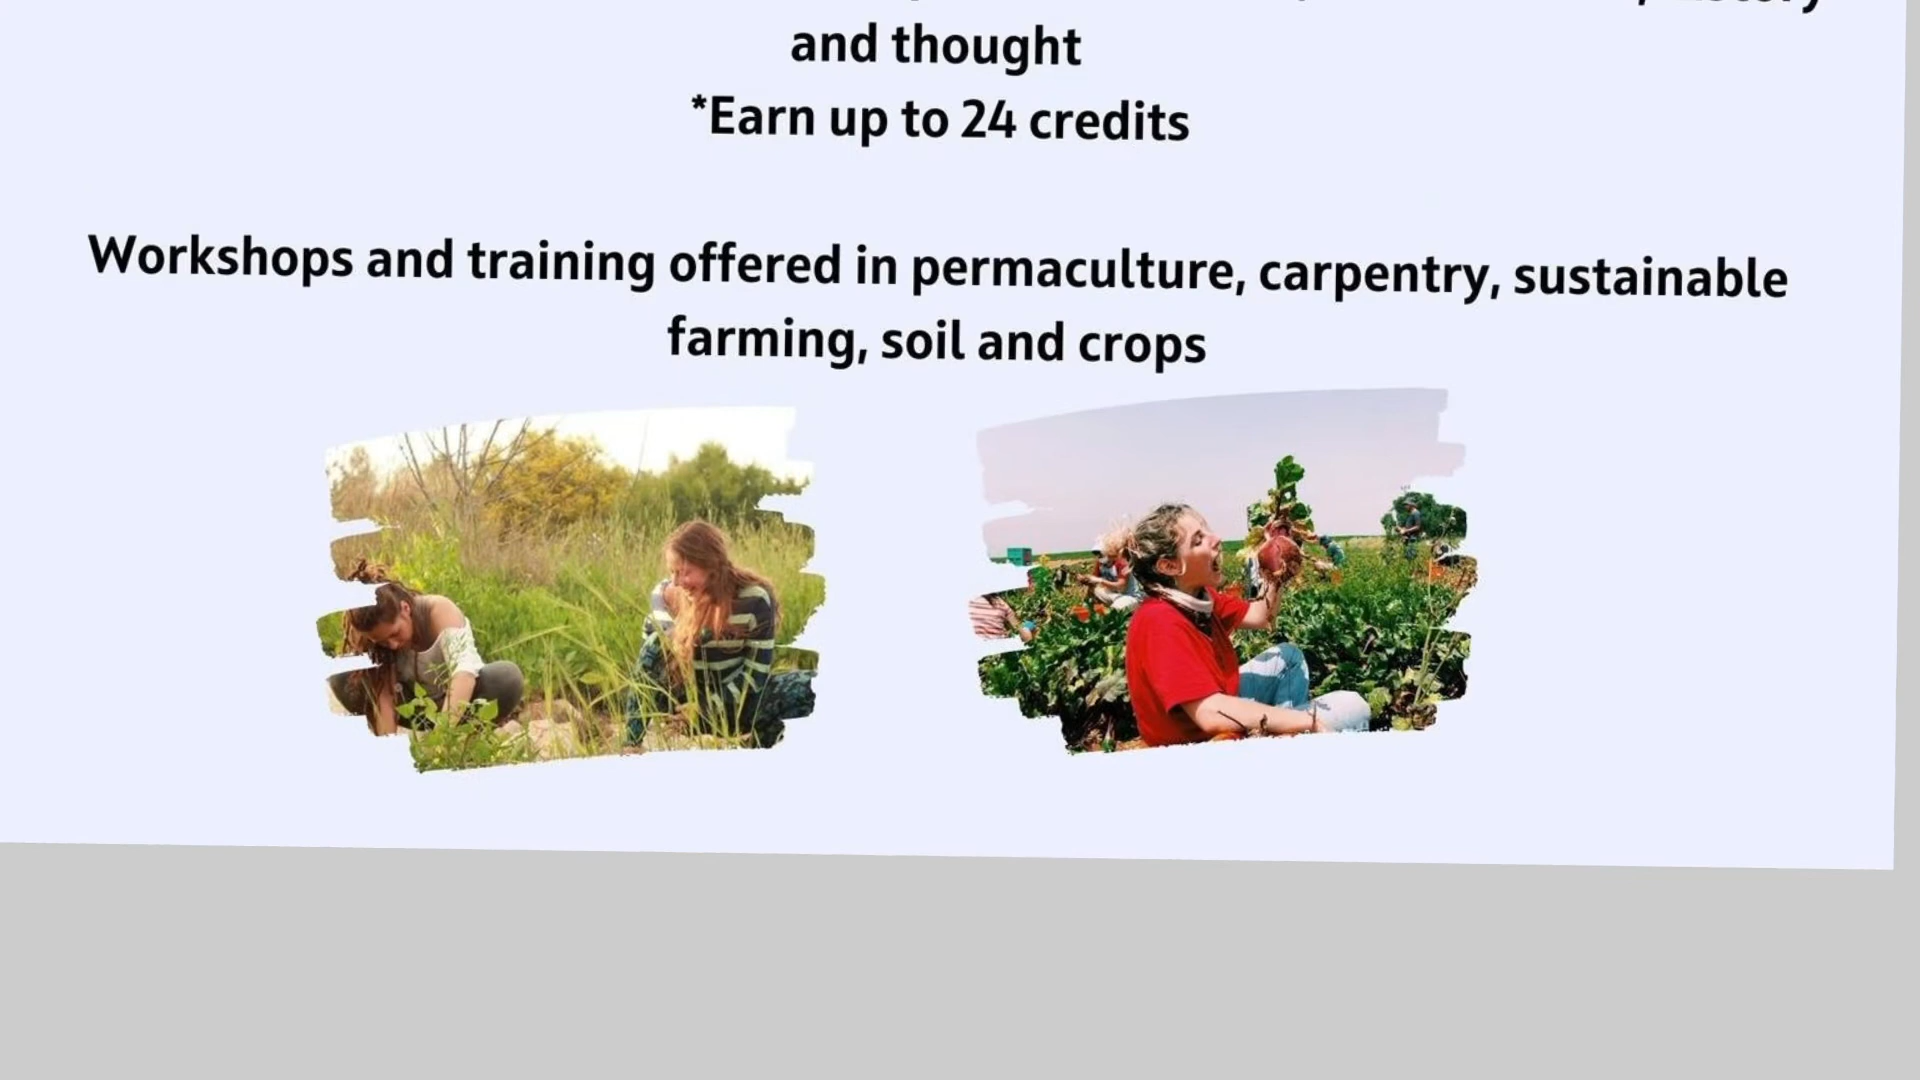 and thought
*Earn up to 24 credits
Workshops and training offered in permaculture, carpentry, sustainable
farming, soil and crops